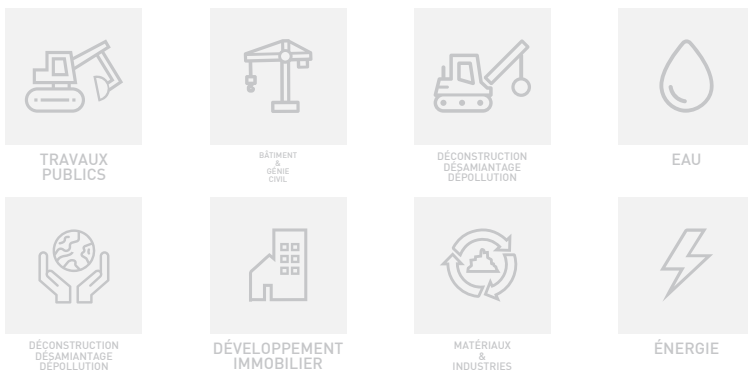 TRAVAUX
PUBLICS
BÂTIMENT
&
GÉNIE
CIVIL
DÉCONSTRUCTION
DÉSAMIANTAGE
DÉPOLLUTION
EAU
DÉCONSTRUCTION
DÉSAMIANTAGE
DÉPOLLUTION
DÉVELOPPEMENT
IMMOBILIER
MATÉRIAUX
&
INDUSTRIES
ÉNERGIE